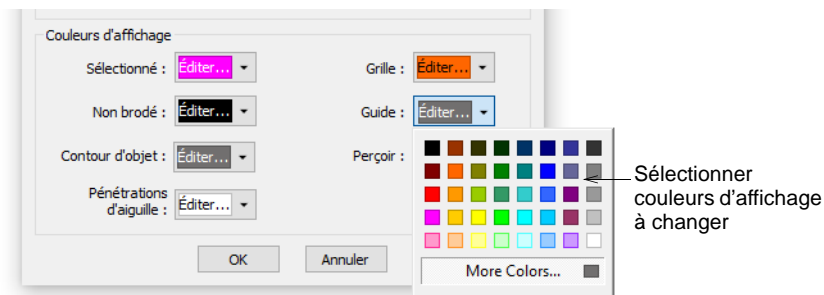 Couleurs d'affichage
Sélectionné : Éditer...
Grille : Éditer...
Non brodé : Éditer...
Guide : Éditer...
Contour d'objet : Éditer...
Perçoir :
Pénétrations
d'aiguille : Éditer...
Sélectionner
couleurs d'affichage
à changer
OK
Annuler
More Colors...